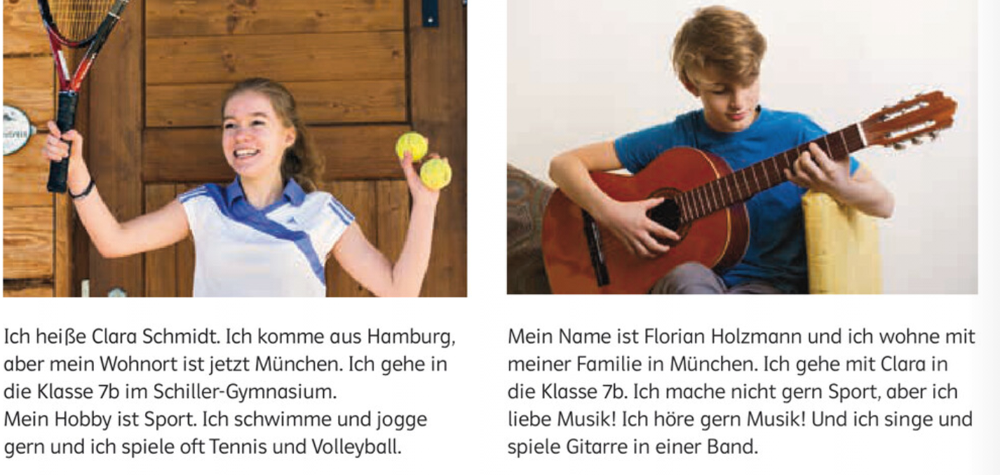 Ich heiße Clara Schmidt. Ich komme aus Hamburg,
aber mein Wohnort ist jetzt München. Ich gehe in
die Klasse 7b im Schiller-Gymnasium.
Mein Hobby ist Sport. Ich schwimme und jogge
gern und ich spiele oft Tennis und Volleyball.
Mein Name ist Florian Holzmann und ich wohne mit
meiner Familie in München. Ich gehe mit Clara in
die Klasse 7b. Ich mache nicht gern Sport, aber ich
liebe Musik! Ich höre gern Musik! Und ich singe und
spiele Gitarre in einer Band.